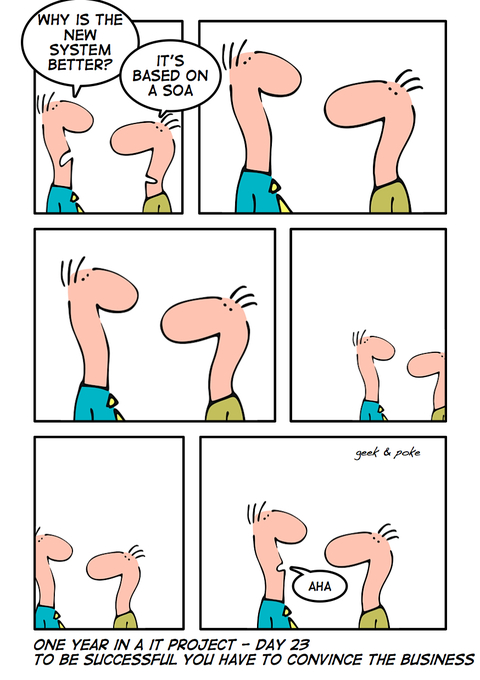 WHY IS THE
NEW
SYSTEM
BETTER?
IT'S
BASED ON
A SOA
geek & poke
AHA
ONE YEAR IN A IT PROJECT - DAY 23
TO BE SUCCESSFUL YOU HAVE TO CONVINCE THE BUSINESS